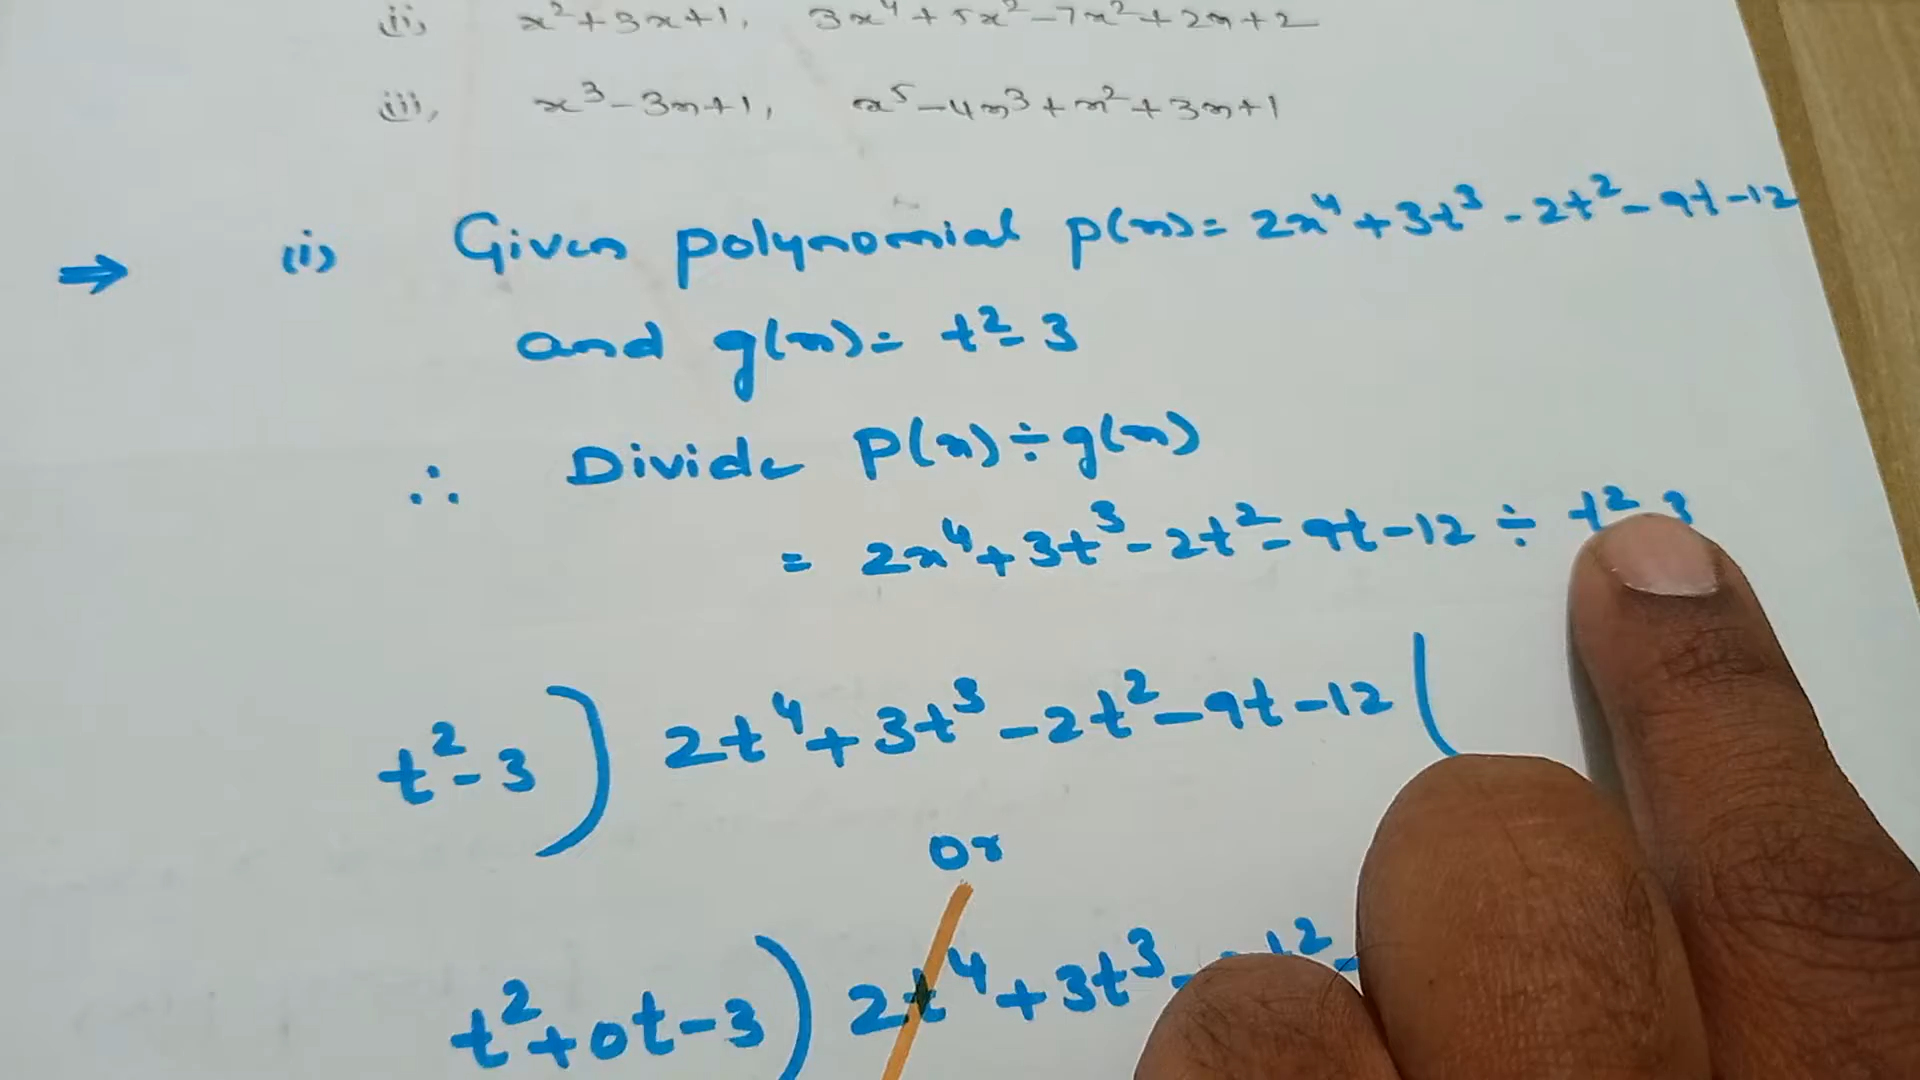 (ii) x²+3x+1, 3x⁴+5x²-7x²+2x+2
(iii), x³-3x+1, x⁵-4x³+x²+3x+1
⇒ (i) Given polynomial p(x)= 2x⁴+3t³-2t²-9t-12
and g(x)= t²-3
∴ Divide P(x)÷g(x)
= 2x⁴+3t³-2t²-9t-12 ÷ t² 3
t²-3) 2t⁴+3t³-2t²-9t-12(
or
t²+0t-3) 2t⁴+3t³-